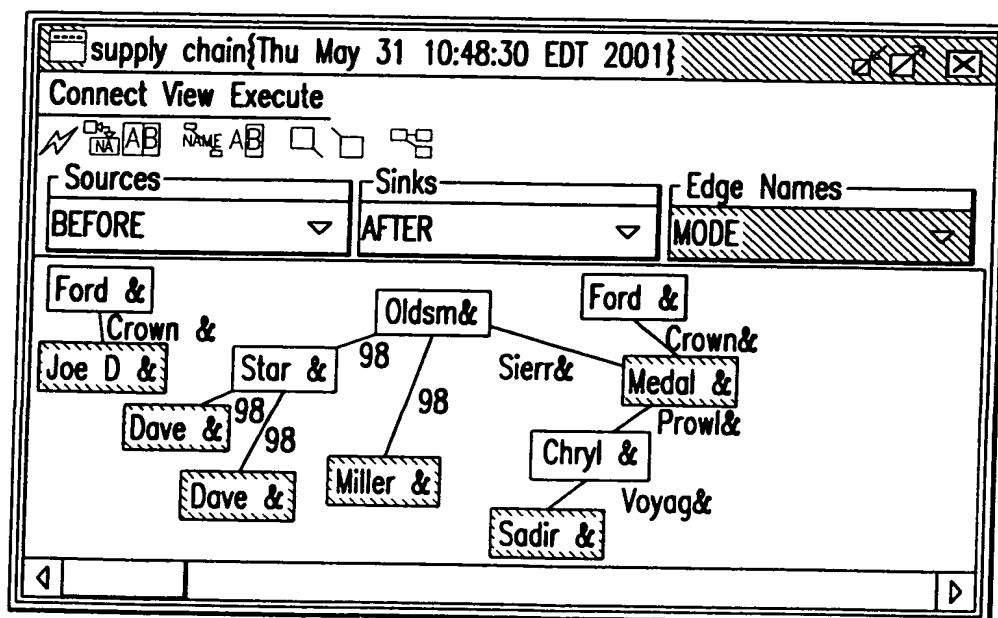 supply chain{Thu May 31 10:48:30 EDT 2001}
Connect View Execute
NA AB NAME AB
Sources Sinks Edge Names
BEFORE AFTER MODE
Ford & Oldsm& Ford &
Crown & Crown&
Joe D & Star & 98 Sierr& Medal &
Dave & 98 98 Prowl&
98 Chryl &
Dave & Miller & Voyag&
Sadir &